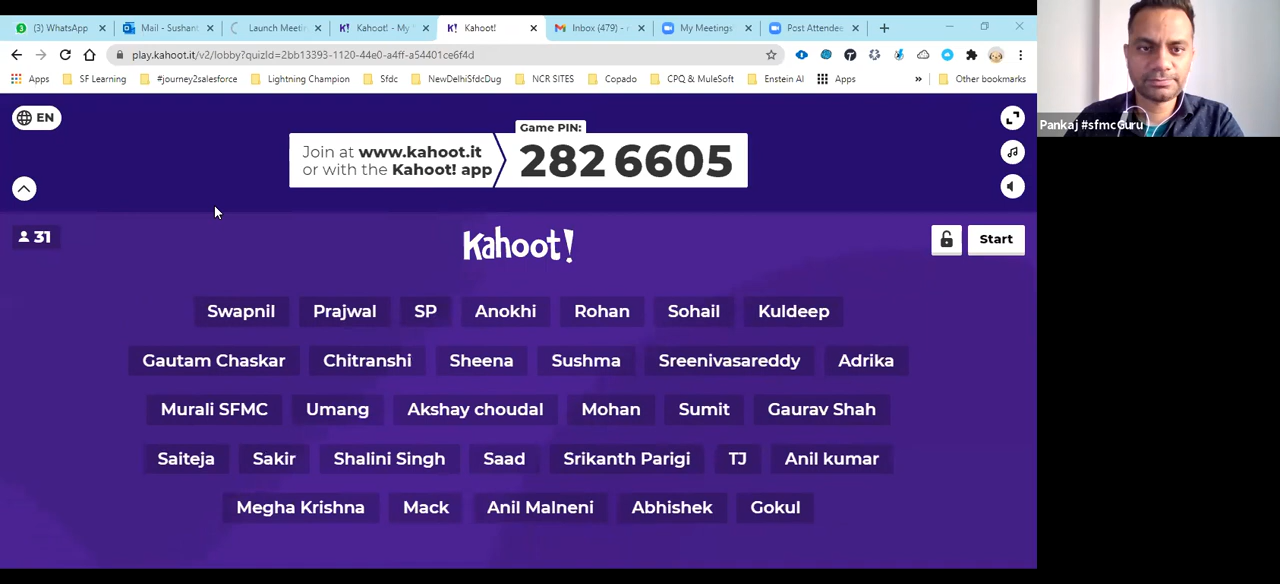 (3) WhatsApp
Mail - Sushant
Launch Meetin
Kahoot! - My
K! Kahoot!
Inbox (479) -
My Meetings
Post Attendee
play.kahoot.it/v2/lobby?quizId=2bb13393-1120-44e0-a4ff-a54401ce6f4d
Apps SF Learning #journey2salesforce Lightning Champion Sfdc NewDelhiSfdcDug NCR SITES Copado CPQ & MuleSoft Enstein AI Apps » Other bookmarks
EN
Game PIN:
Join at www.kahoot.it
or with the Kahoot! app
282 6605
Pankaj #sfmcGuru
31
Kahoot!
Start
Swapnil Prajwal SP Anokhi Rohan Sohail Kuldeep
Gautam Chaskar Chitranshi Sheena Sushma Sreenivasareddy Adrika
Murali SFMC Umang Akshay choudal Mohan Sumit Gaurav Shah
Saiteja Sakir Shalini Singh Saad Srikanth Parigi TJ Anil kumar
Megha Krishna Mack Anil Malneni Abhishek Gokul